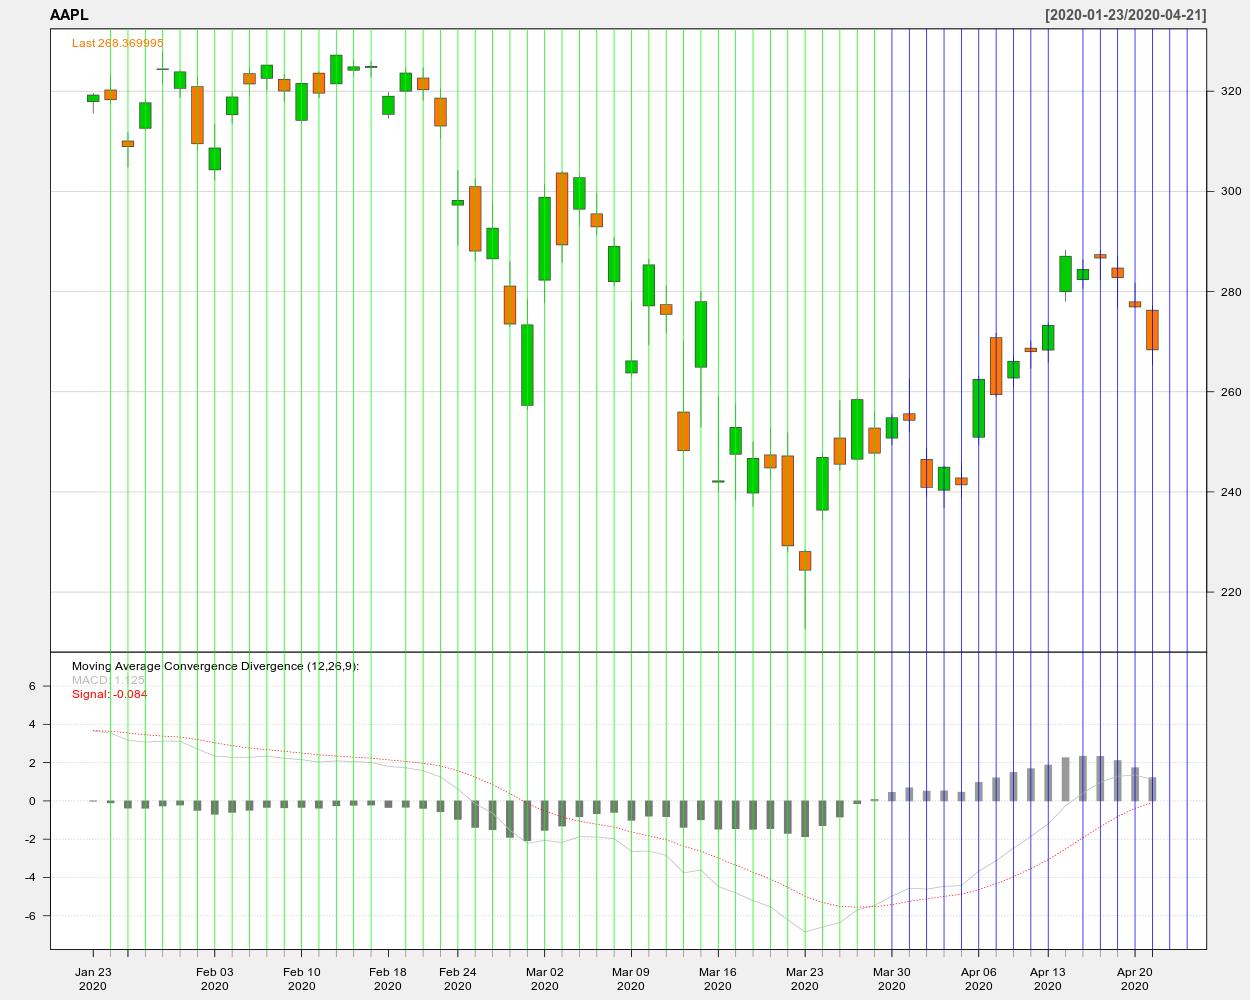 AAPL [2020-01-23/2020-04-21]
Last 268.369995
320
300
280
260
240
220
Moving Average Convergence Divergence (12,26,9):
MACD: 1.125
Signal: -0.084
6
4
2
0
-2
-4
-6
Jan 23 Feb 03 Feb 10 Feb 18 Feb 24 Mar 02 Mar 09 Mar 16 Mar 23 Mar 30 Apr 06 Apr 13 Apr 20
2020 2020 2020 2020 2020 2020 2020 2020 2020 2020 2020 2020 2020